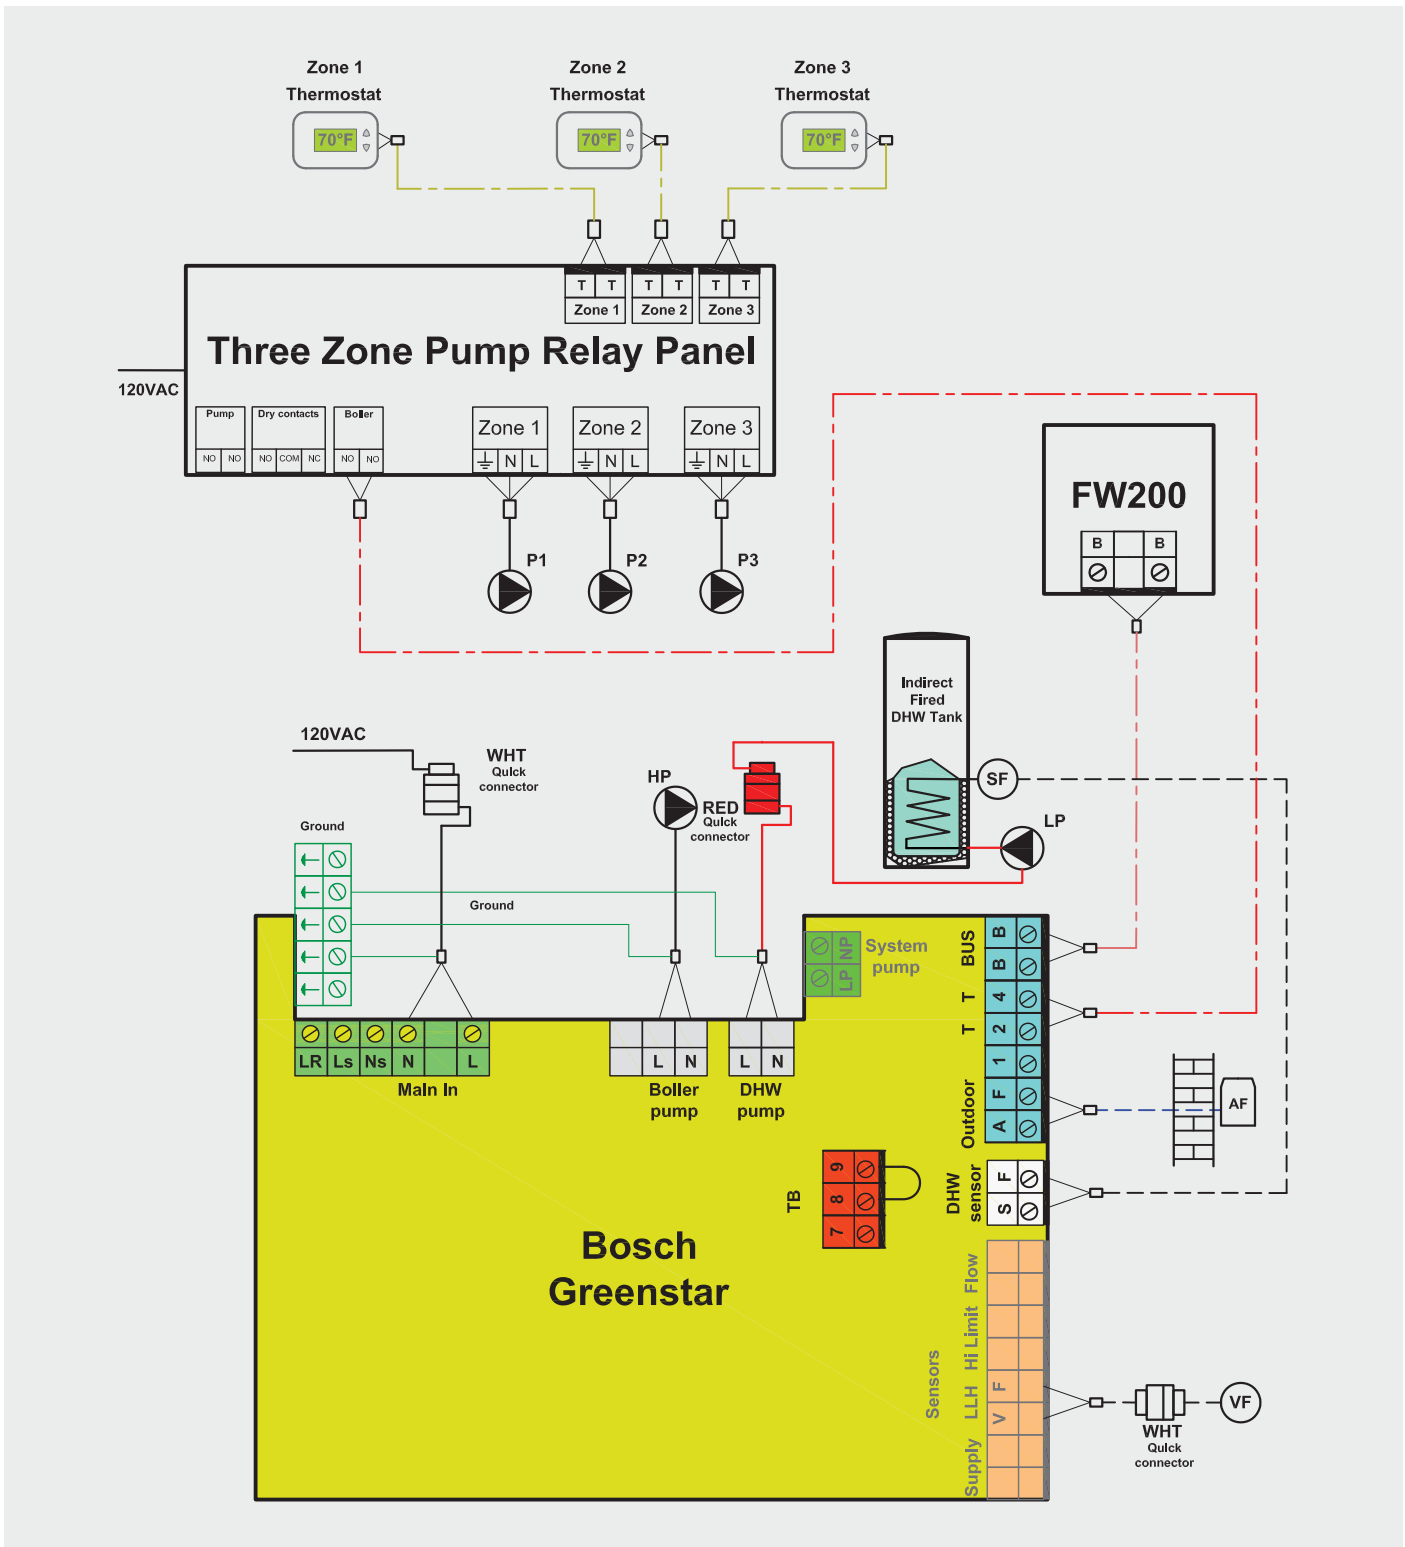 Zone 1
Thermostat
Zone 2
Thermostat
Zone 3
Thermostat
70°F
70°F
70°F
T T
T T
T T
Zone 1
Zone 2
Zone 3
Three Zone Pump Relay Panel
120VAC
Pump
Dry contacts
Boiler
Zone 1
Zone 2
Zone 3
NO NO
NO COM NC
NO NO
N L
N L
N L
P1
P2
P3
FW200
B B
Indirect
Fired
DHW Tank
SF
LP
120VAC
WHT
Quick
connector
HP
RED
Quick
connector
Ground
Ground
System
pump
NP
LP
BUS
B
B
T
4
T
2
1
Outdoor
F
A
AF
LR Ls Ns N L
Main In
L N
Boiler
pump
L N
DHW
pump
TB
9
8
7
DHW
sensor
F
S
Bosch
Greenstar
Sensors
Flow
Hi Limit
LLH
F
V
Supply
WHT
Quick
connector
VF